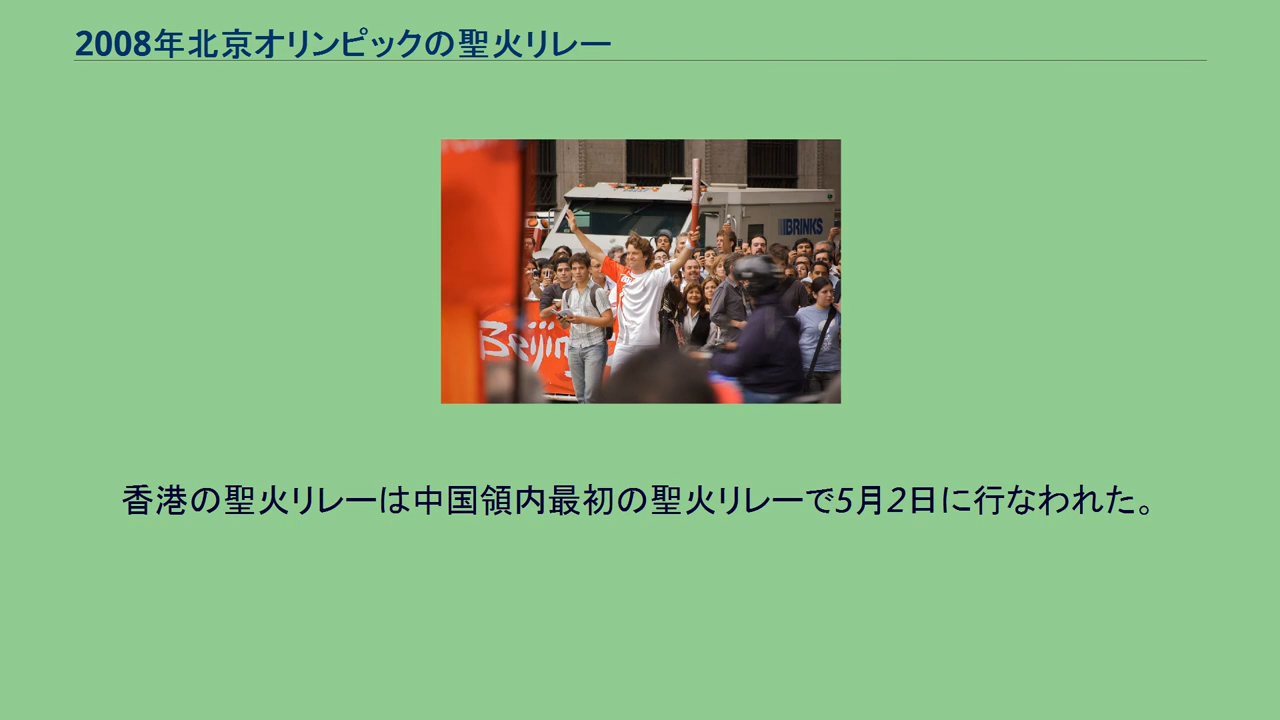 2008年北京オリンピックの聖火リレー
BRINKS
Beijing
香港の聖火リレーは中国領内最初の聖火リレーで5月2日に行なわれた。